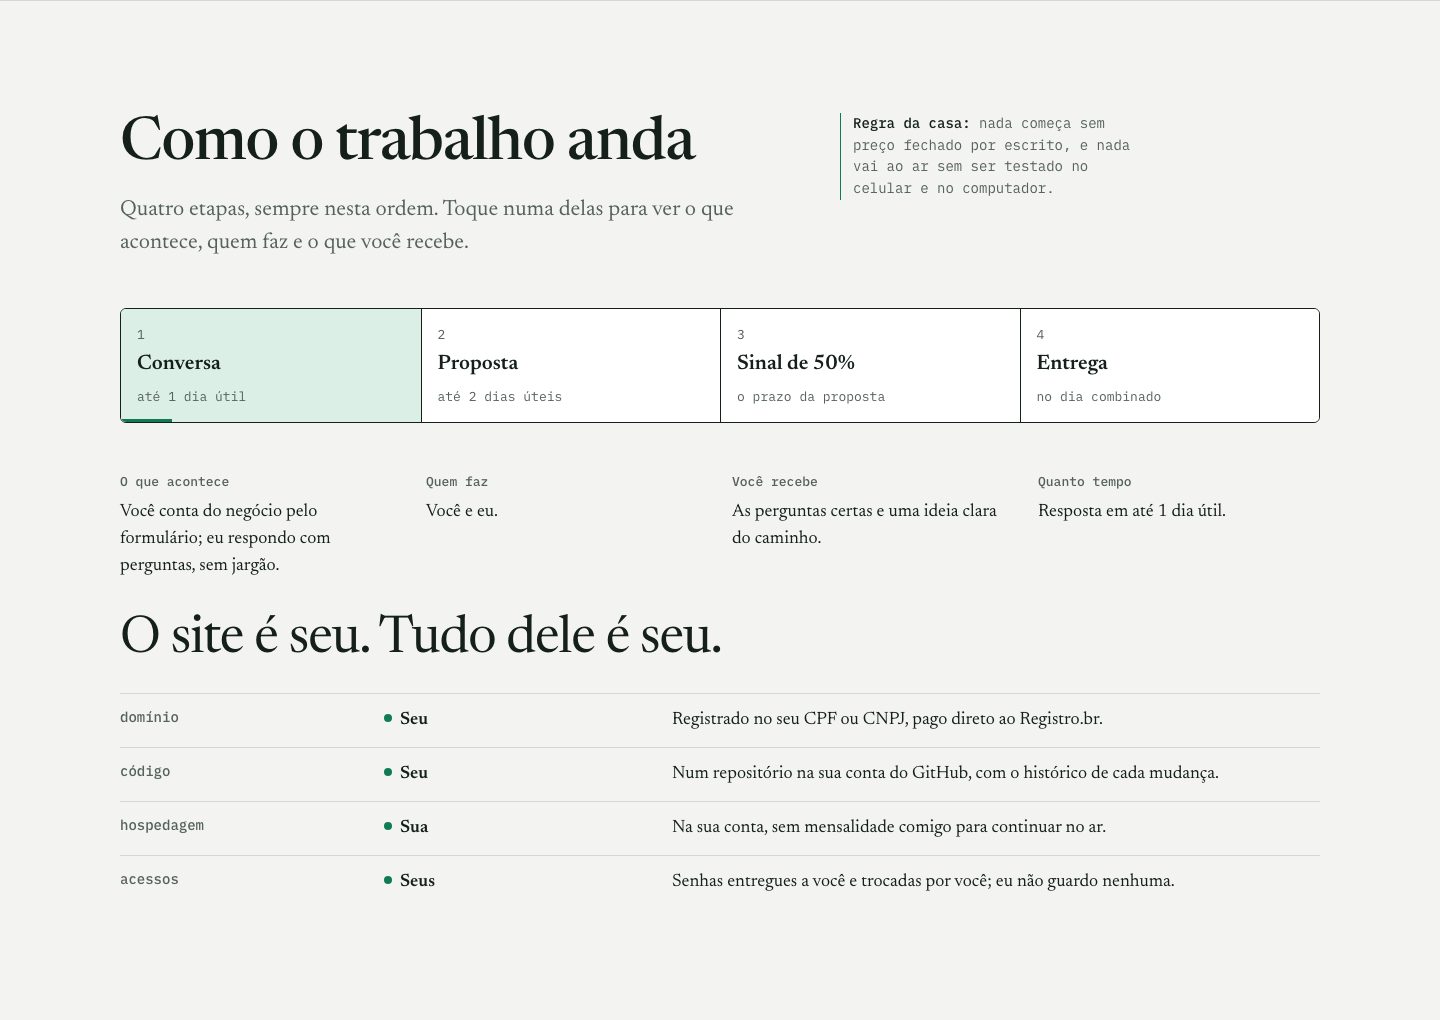 Como o trabalho anda
Quatro etapas, sempre nesta ordem. Toque numa delas para ver o que
acontece, quem faz e o que você recebe.
Regra da casa: nada começa sem
preço fechado por escrito, e nada
vai ao ar sem ser testado no
celular e no computador.
1
Conversa
até 1 dia útil
2
Proposta
até 2 dias úteis
3
Sinal de 50%
o prazo da proposta
4
Entrega
no dia combinado
O que acontece
Você conta do negócio pelo
formulário; eu respondo com
perguntas, sem jargão.
Quem faz
Você e eu.
Você recebe
As perguntas certas e uma ideia clara
do caminho.
Quanto tempo
Resposta em até 1 dia útil.
O site é seu. Tudo dele é seu.
domínio Seu Registrado no seu CPF ou CNPJ, pago direto ao Registro.br.
código Seu Num repositório na sua conta do GitHub, com o histórico de cada mudança.
hospedagem Sua Na sua conta, sem mensalidade comigo para continuar no ar.
acessos Seus Senhas entregues a você e trocadas por você; eu não guardo nenhuma.